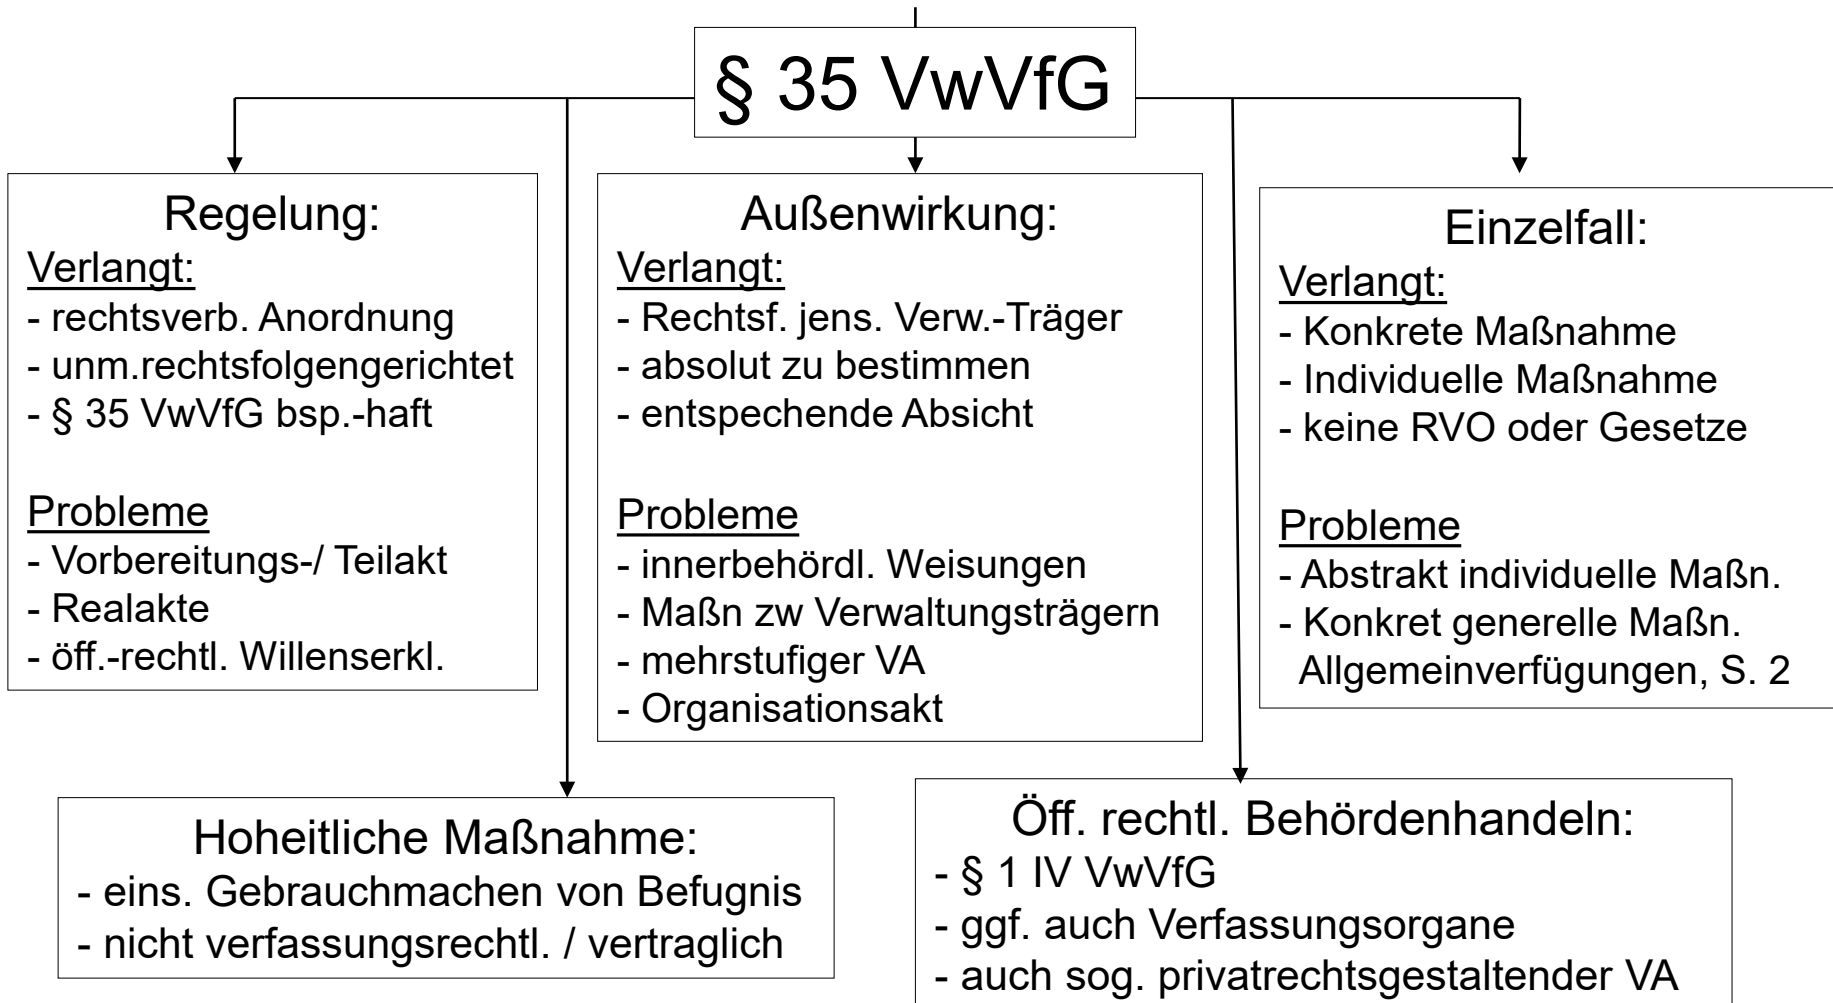 § 35 VwVfG
Regelung:
Verlangt:
- rechtsverb. Anordnung
- unm.rechtsfolgengerichtet
- § 35 VwVfG bsp.-haft
Probleme
- Vorbereitungs-/ Teilakt
- Realakte
- öff.-rechtl. Willenserkl.
Außenwirkung:
Verlangt:
- Rechtsf. jens. Verw.-Träger
- absolut zu bestimmen
- entspechende Absicht
Probleme
- innerbehördl. Weisungen
- Maßn zw Verwaltungsträgern
- mehrstufiger VA
- Organisationsakt
Einzelfall:
Verlangt:
- Konkrete Maßnahme
- Individuelle Maßnahme
- keine RVO oder Gesetze
Probleme
- Abstrakt individuelle Maßn.
- Konkret generelle Maßn.
Allgemeinverfügungen, S. 2
Hoheitliche Maßnahme:
- eins. Gebrauchmachen von Befugnis
- nicht verfassungsrechtl. / vertraglich
Öff. rechtl. Behördenhandeln:
- § 1 IV VwVfG
- ggf. auch Verfassungsorgane
- auch sog. privatrechtsgestaltender VA